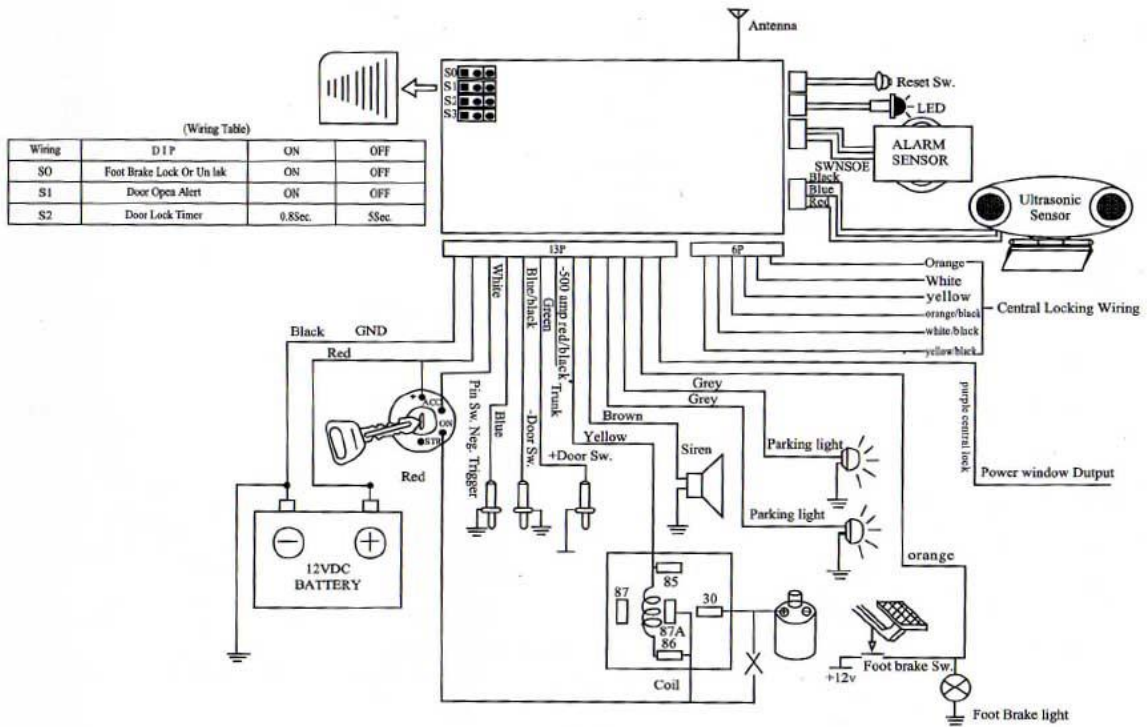 Antenna
S0
S1
S2
S3
Reset Sw.
LED
ALARM
SENSOR
SWNSOE
Black
Blue
Red
Ultrasonic
Sensor
(Wiring Table)
Wiring DIP ON OFF
SO Foot Brake Lock Or Un lsk ON OFF
S1 Door Open Alert ON OFF
S2 Door Lock Timer 0.8Sec. 5Sec.
13P
6P
Orange
White
yellow
orange/black
white/black
yellow/black
Central Locking Wiring
Black GND
Red
White
Blue/black
Green
-500 amp red/black
Trunk
Pin Sw. Neg. Trigger
Blue
-Door Sw.
+Door Sw.
+
ACC
ON
STR
Red
Grey
Grey
Brown
Yellow
Siren
Parking light
Parking light
purple central lock
Power window Dutput
orange
12VDC
BATTERY
85
87
30
87A
86
Coil
+12v
Foot brake Sw.
Foot Brake light